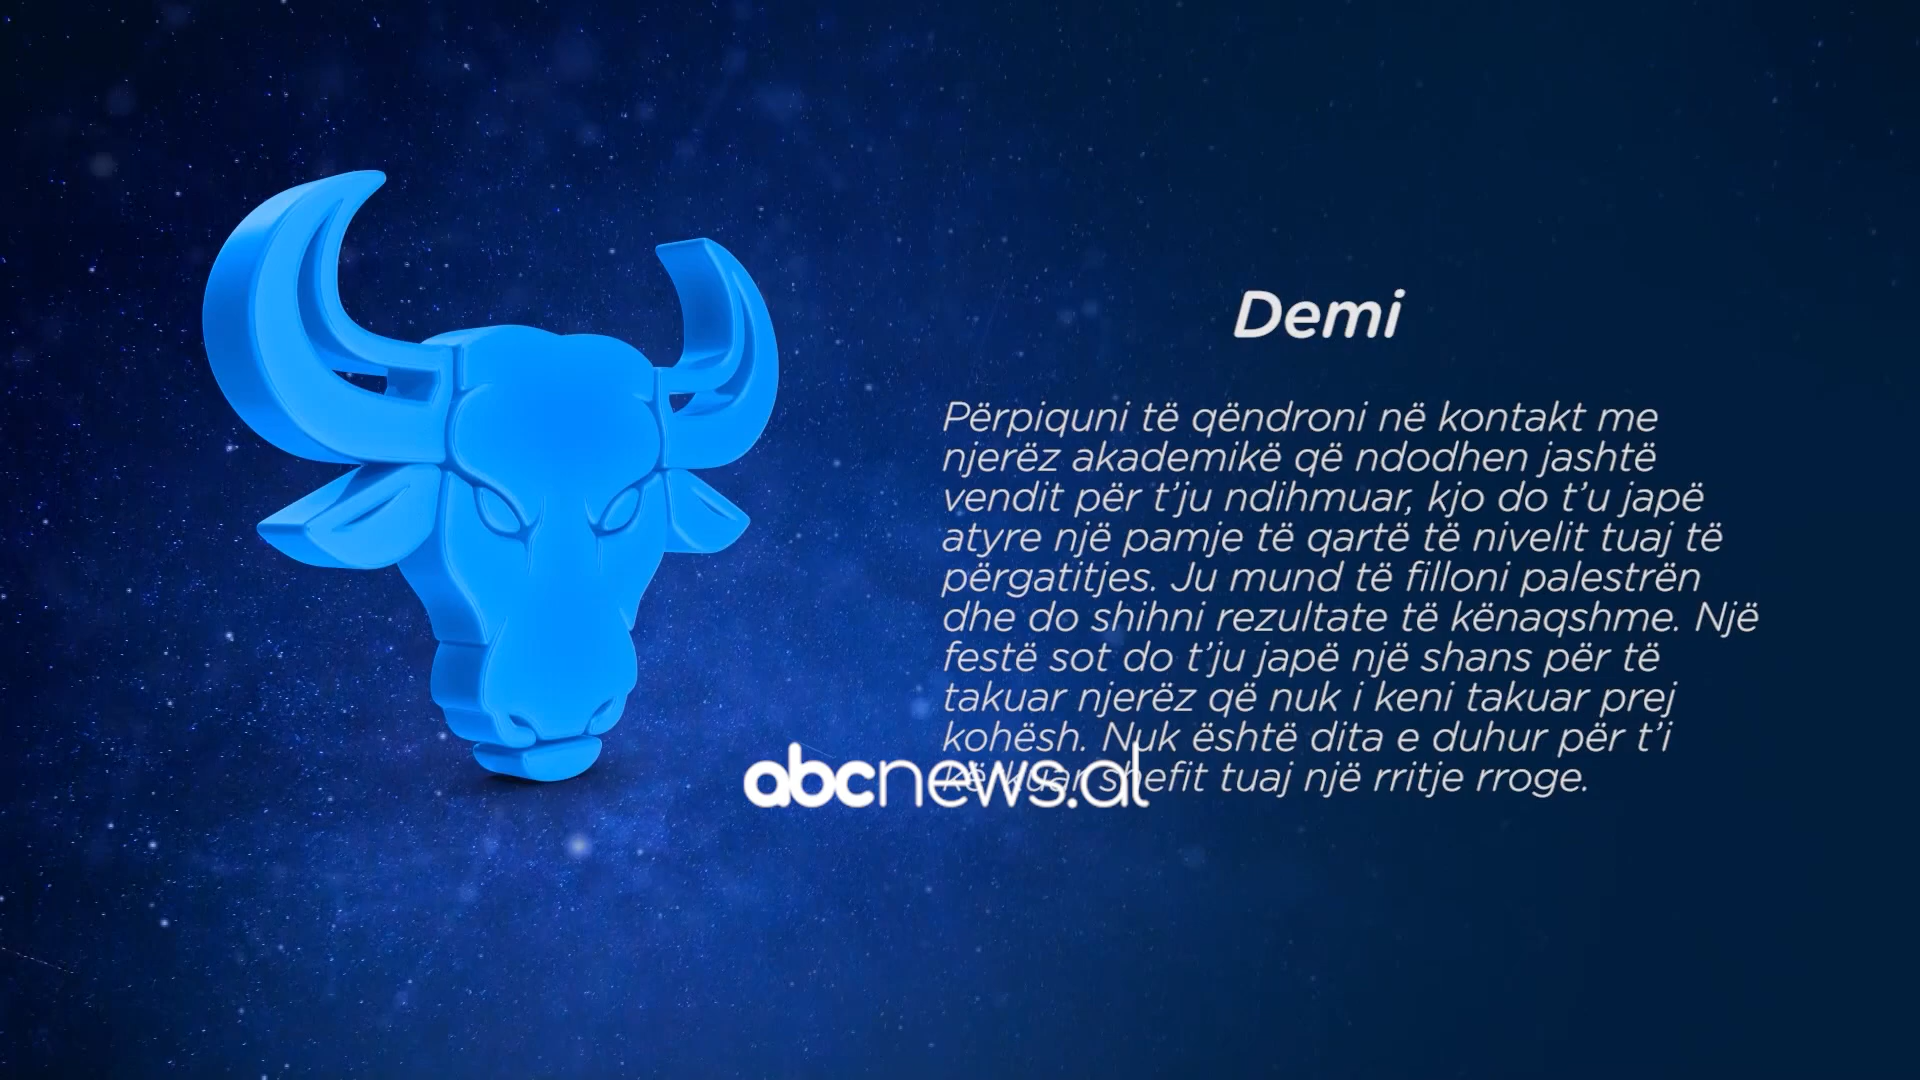 Demi
Përpiquni të qëndroni në kontakt me
njerëz akademikë që ndodhen jashtë
vendit për t'ju ndihmuar, kjo do t'u japë
atyre një pamje të qartë të nivelit tuaj të
përgatitjes. Ju mund të filloni palestrën
dhe do shihni rezultate të kënaqshme. Një
festë sot do t'ju japë një shans për të
takuar njerëz që nuk i keni takuar prej
kohësh. Nuk është dita e duhur për t'i
shefit tuaj një rritje rroge.
abcnews.al